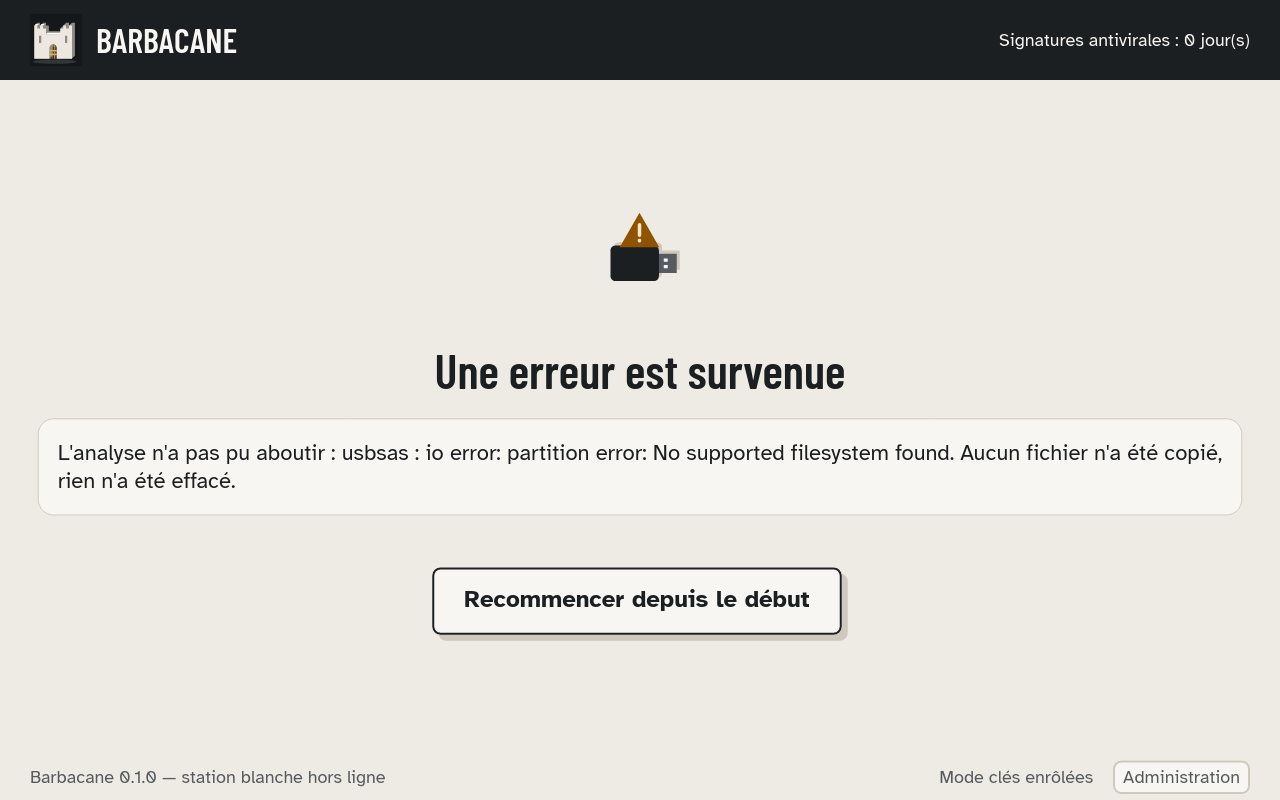 BARBACANE
Signatures antivirales : 0 jour(s)
Une erreur est survenue
L'analyse n'a pas pu aboutir : usbsas : io error: partition error: No supported filesystem found. Aucun fichier n'a été copié,
rien n'a été effacé.
Recommencer depuis le début
Barbacane 0.1.0 — station blanche hors ligne
Mode clés enrôlées
Administration